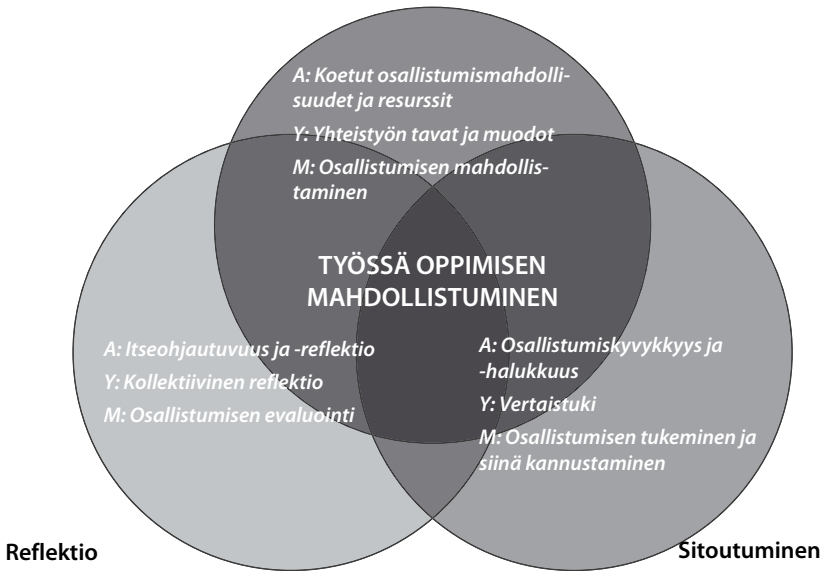 A: Koetut osallistumismahdolli-
suudet ja resurssit
Y: Yhteistyön tavat ja muodot
M: Osallistumisen mahdollis-
taminen
TYÖSSÄ OPPIMISEN
MAHDOLLISTUMINEN
A: Itseohjautuvuus ja -reflektio
Y: Kollektiivinen reflektio
M: Osallistumisen evaluointi
A: Osallistumiskyvykkyys ja
-halukkuus
Y: Vertaistuki
M: Osallistumisen tukeminen ja
siinä kannustaminen
Reflektio
Sitoutuminen